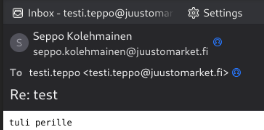 Inbox - testi.teppo@juustoma Settings
S Seppo Kolehmainen
seppo.kolehmainen@juustomarket.fi
To testi.teppo <testi.teppo@juustomarket.fi>
Re: test
tuli perille